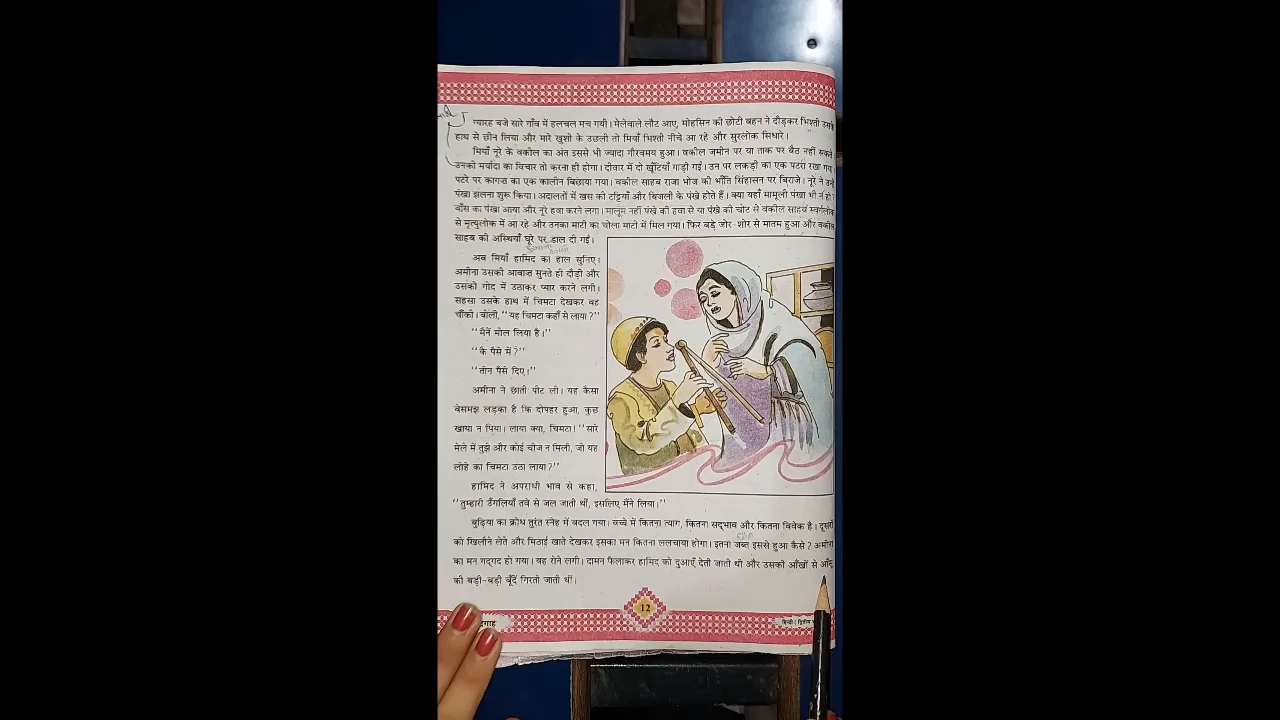 ग्यारह बजे सारे गाँव में हलचल मच गयी। मेलेवाले लौट आए, मोहसिन की छोटी बहन ने दौड़कर भिश्ती उसके
हाथ से छीन लिया और मारे खुशी के उछली तो मियाँ भिश्ती नीचे आ रहे और सुरलोक सिधारे।
मियाँ नूरे के वकील का अंत इससे भी ज्यादा गौरवमय हुआ। वकील जमीन पर या ताक पर बैठ नहीं सकते
उनकी मर्यादा का विचार तो करना ही होगा। दीवार में दो खूँटियाँ गाड़ी गईं। उन पर लकड़ी का एक पटरा रखा गया
पटरे पर कागज का एक कालीन बिछाया गया। वकील साहब राजा भोज की भाँति सिंहासन पर बिराजे। नूरे ने उन्हें
पंखा झलना शुरू किया। अदालतों में खस की टट्टियाँ और बिजली के पंखे होते हैं। क्या यहाँ मामूली पंखा भी न हो
बाँस का पंखा आया और नूरे हवा करने लगा। मालूम नहीं पंखे की हवा से या पंखे की चोट से वकील साहब स्वर्गलोक
से मृत्युलोक में आ रहे और उनका माटी का चोला माटी में मिल गया। फिर बड़े जोर-शोर से मातम हुआ और वकील
साहब की अस्थियाँ घूरे पर डाल दी गईं।
अब मियाँ हामिद का हाल सुनिए।
अमीना उसकी आवाज सुनते ही दौड़ी और
उसको गोद में उठाकर प्यार करने लगी।
सहसा उसके हाथ में चिमटा देखकर वह
चौंकी। बोली, "यह चिमटा कहाँ से लाया?"
"मैंने मोल लिया है।"
"कै पैसे में?"
"तीन पैसे दिए।"
अमीना ने छाती पीट ली। यह कैसा
बेसमझ लड़का है कि दोपहर हुआ, कुछ
खाया न पिया। लाया क्या, चिमटा! "सारे
मेले में तुझे और कोई चीज न मिली, जो यह
लोहे का चिमटा उठा लाया?"
हामिद ने अपराधी भाव से कहा,
"तुम्हारी उँगलियाँ तवे से जल जाती थीं, इसलिए मैंने लिया।"
बुढ़िया का क्रोध तुरंत स्नेह में बदल गया। बच्चे में कितना त्याग, कितना सद्भाव और कितना विवेक है। दूसरों
को खिलौने लेते और मिठाई खाते देखकर इसका मन कितना ललचाया होगा। इतना जब्त इससे हुआ कैसे? अमीना
का मन गद्गद हो गया। वह रोने लगी। दामन फैलाकर हामिद को दुआएँ देती जाती थी और उसकी आँखों से आँसू
की बड़ी-बड़ी बूँदें गिरती जाती थीं।
12
हिन्दी